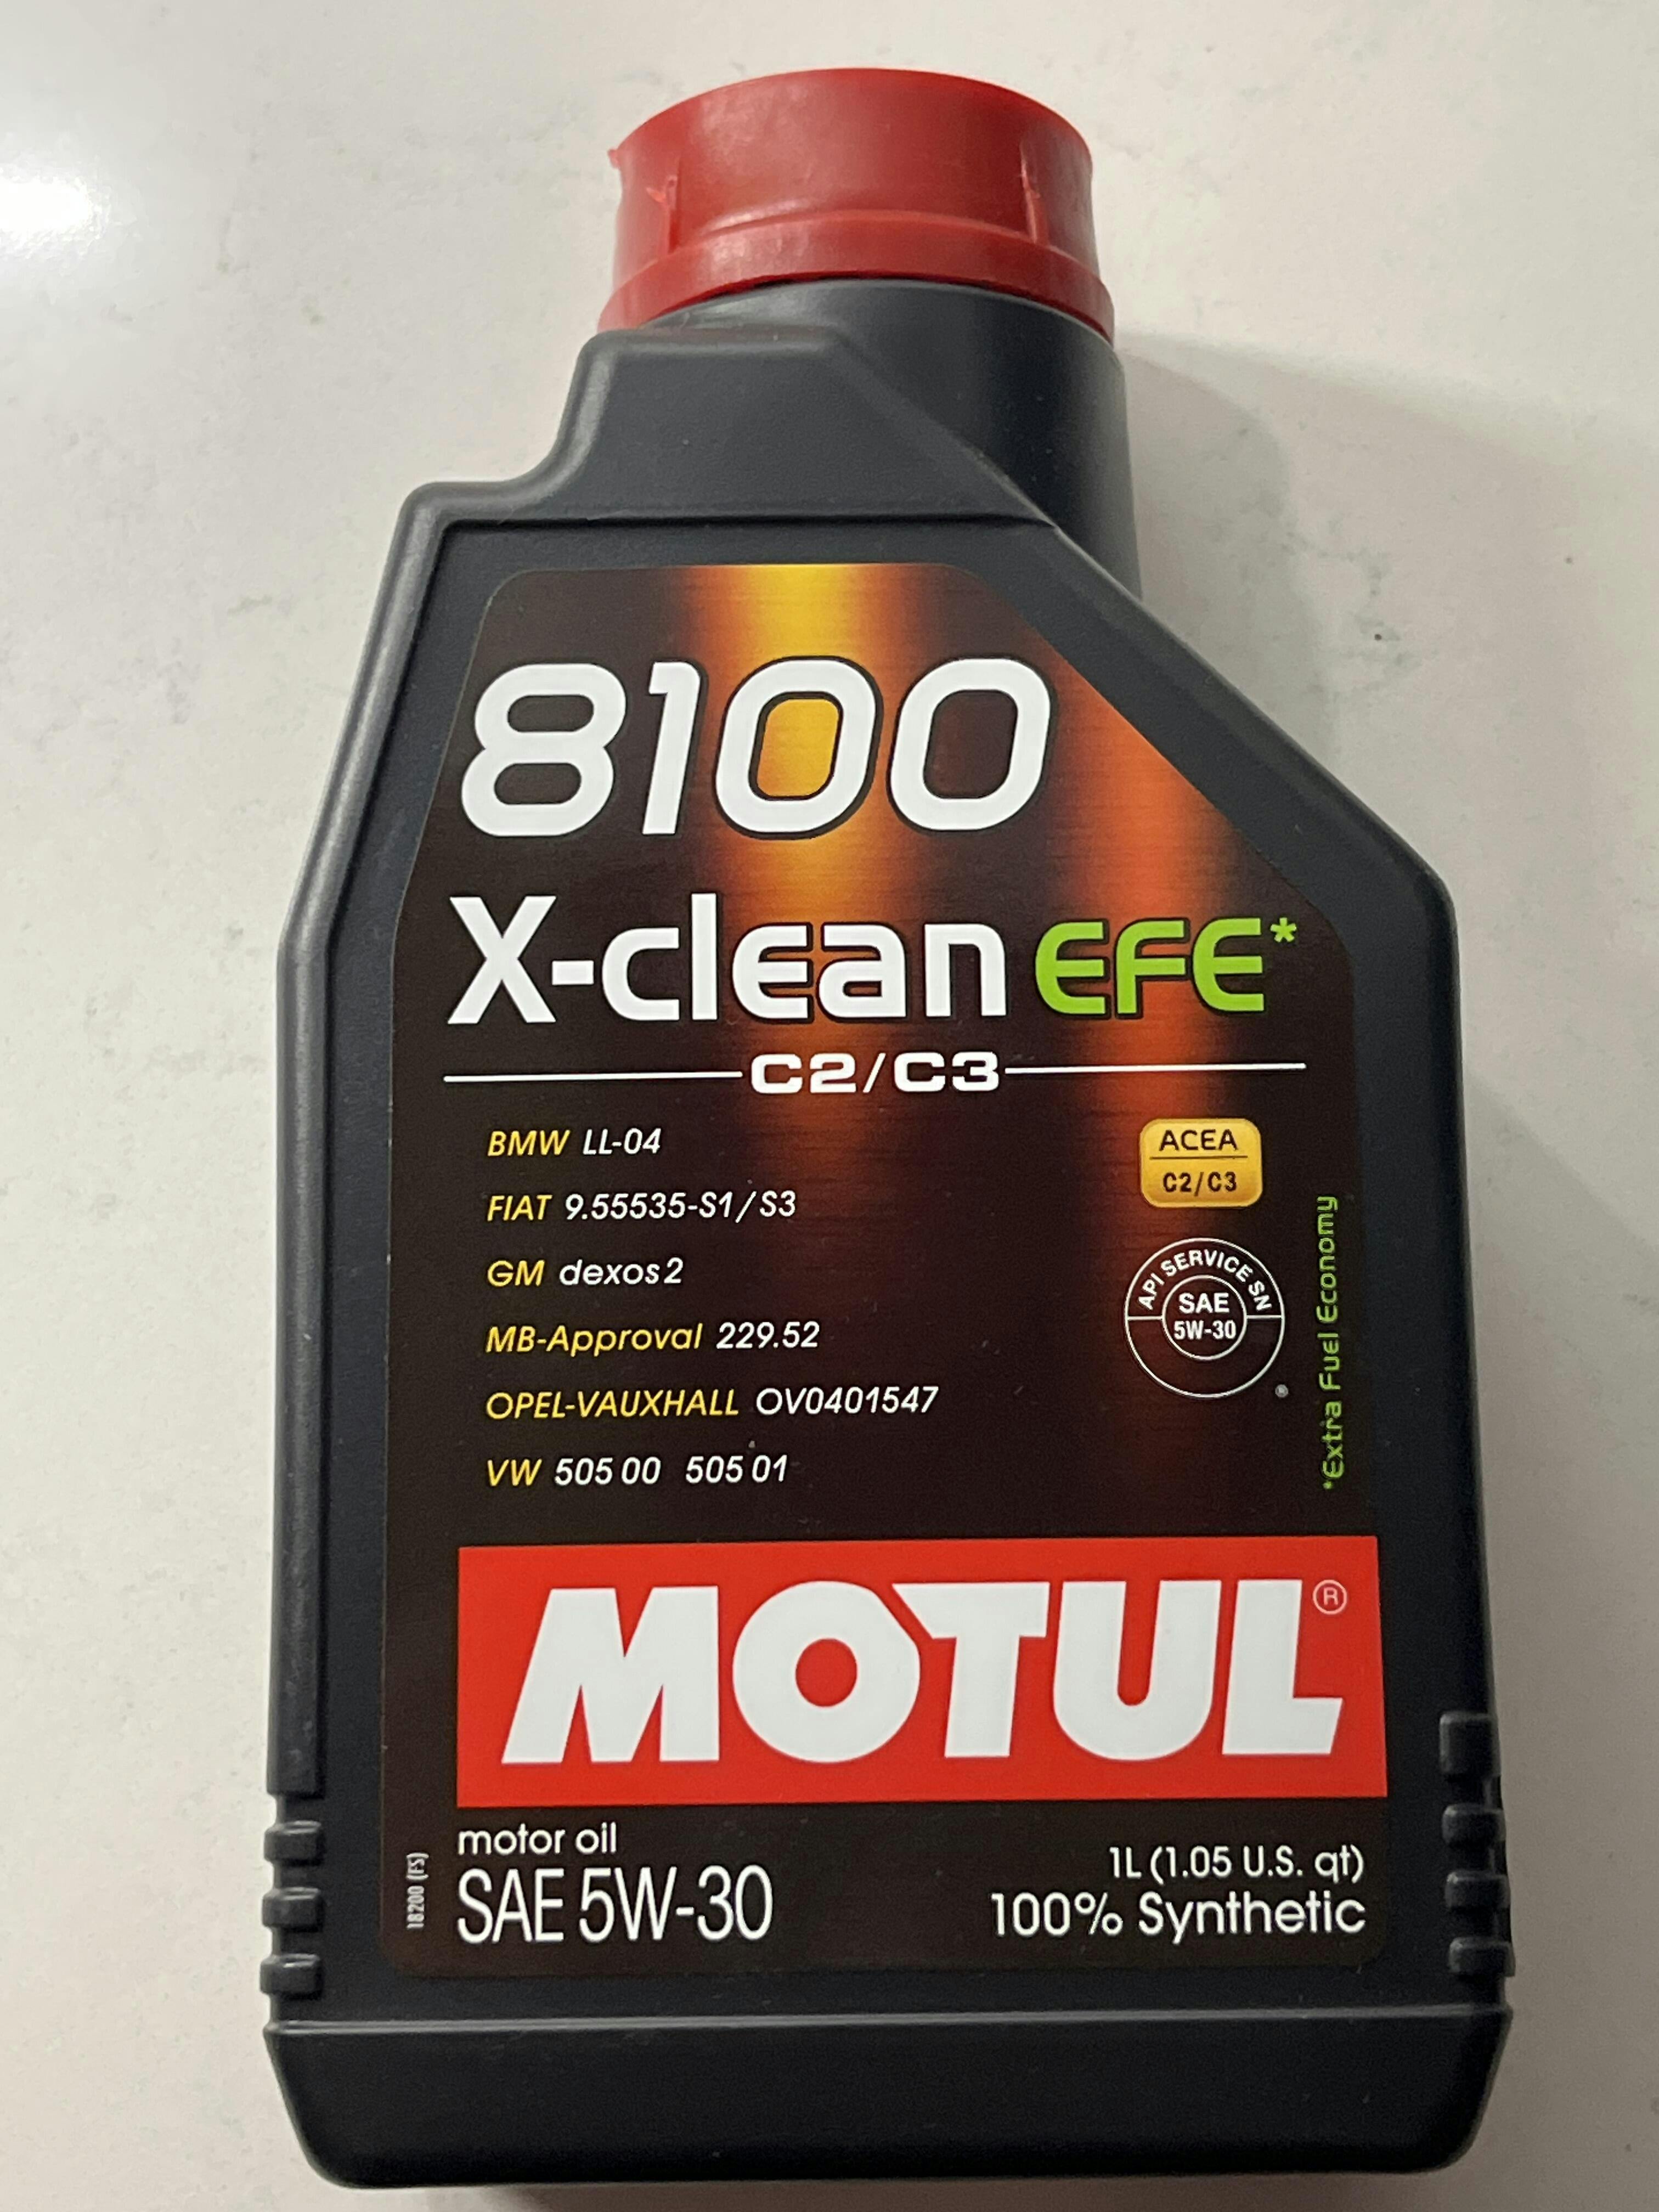 8100
X-clean EFE*
C2/C3
BMW LL-04
FIAT 9.55535-S1/S3
GM dexos2
MB-Approval 229.52
OPEL-VAUXHALL OV0401547
VW 505 00 505 01
ACEA
C2/C3
API SERVICE SN
SAE
5W-30
®
*Extra Fuel Economy
MOTUL®
motor oil
SAE 5W-30
1L (1.05 U.S. qt)
100% Synthetic
18200 (FS)